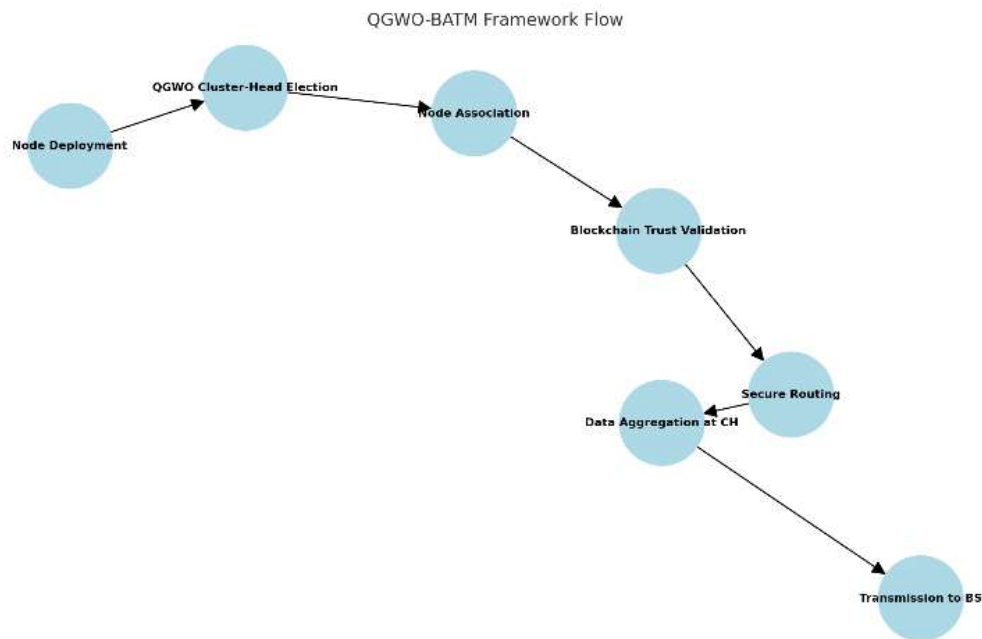 QGWO-BATM Framework Flow
QGWO Cluster-Head Election
Node Association
Node Deployment
Blockchain Trust Validation
Secure Routing
Data Aggregation at CH
Transmission to BS